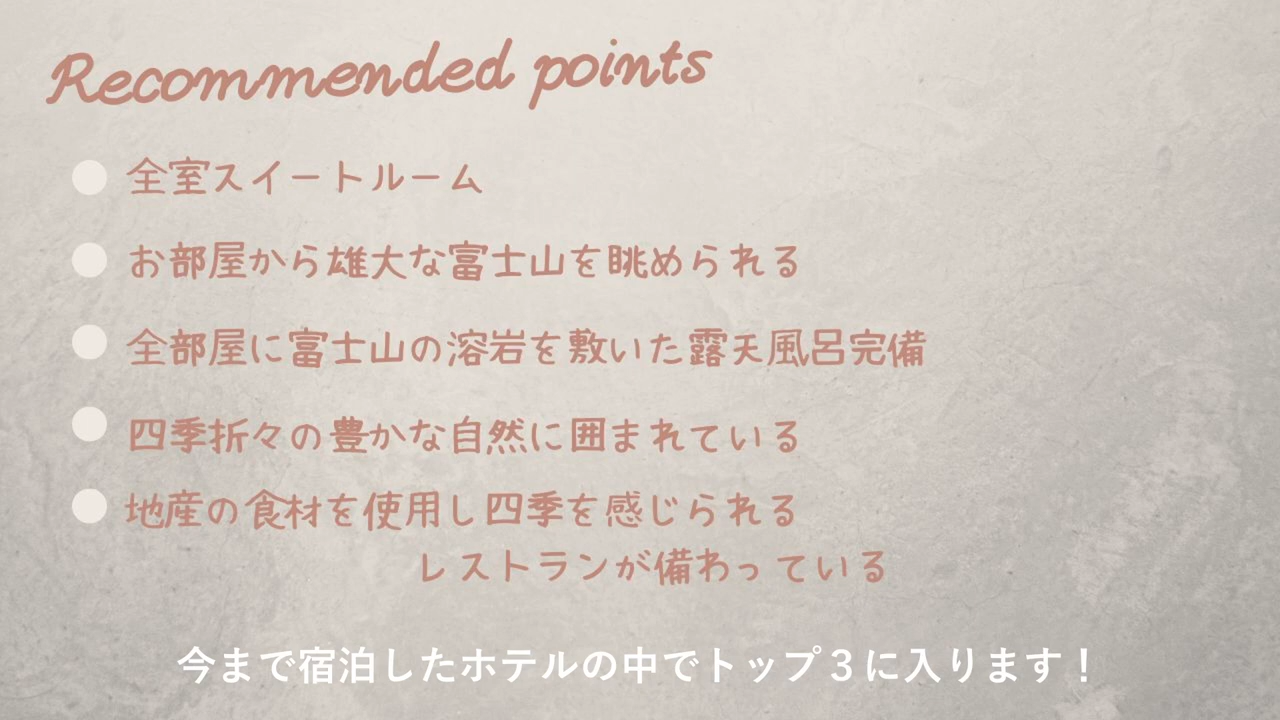 Recommended points
全室スイートルーム
お部屋から雄大な富士山を眺められる
全部屋に富士山の溶岩を敷いた露天風呂完備
四季折々の豊かな自然に囲まれている
地産の食材を使用し四季を感じられる
レストランが備わっている
今まで宿泊したホテルの中でトップ３に入ります！